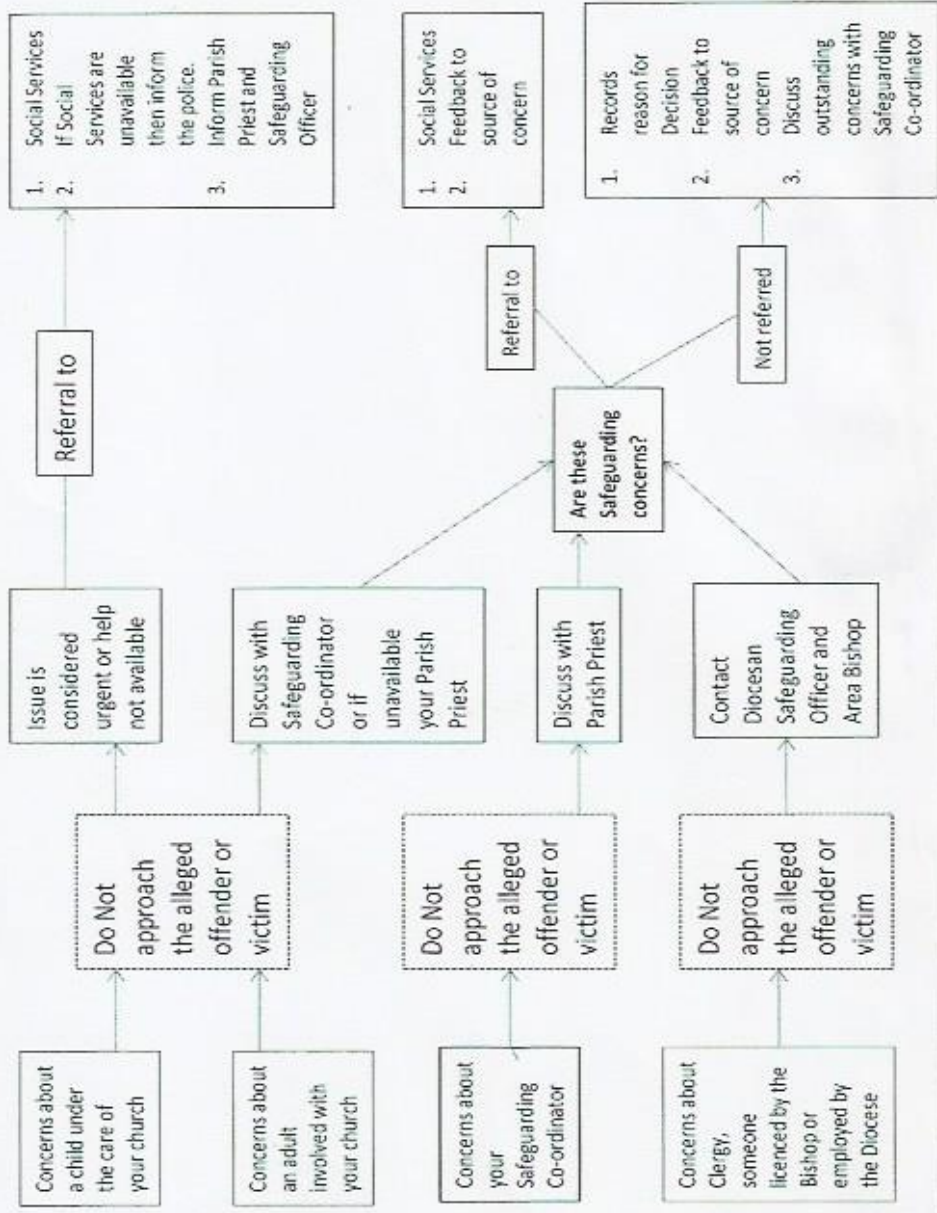 Concerns about
a child under
the care of
your church
Concerns about
an adult
involved with
your church
Concerns about
your
Safeguarding
Co-ordinator
Concerns about
Clergy,
someone
licenced by the
Bishop or
employed by
the Diocese
Do Not
approach
the alleged
offender or
victim
Do Not
approach
the alleged
offender or
victim
Do Not
approach
the alleged
offender or
victim
Issue is
considered
urgent or help
not available
Discuss with
Safeguarding
Co-ordinator
or if
unavailable
your Parish
Priest
Discuss with
Parish Priest
Contact
Diocesan
Safeguarding
Officer and
Area Bishop
Referral to
Are these
Safeguarding
concerns?
Referral to
Not referred
1. Social Services
2. If Social
Services are
unavailable
then inform
the police.
3. Inform Parish
Priest and
Safeguarding
Officer
1. Social Services
2. Feedback to
source of
concern
1. Records
reason for
Decision
2. Feedback to
source of
concern
3. Discuss
outstanding
concerns with
Safeguarding
Co-ordinator